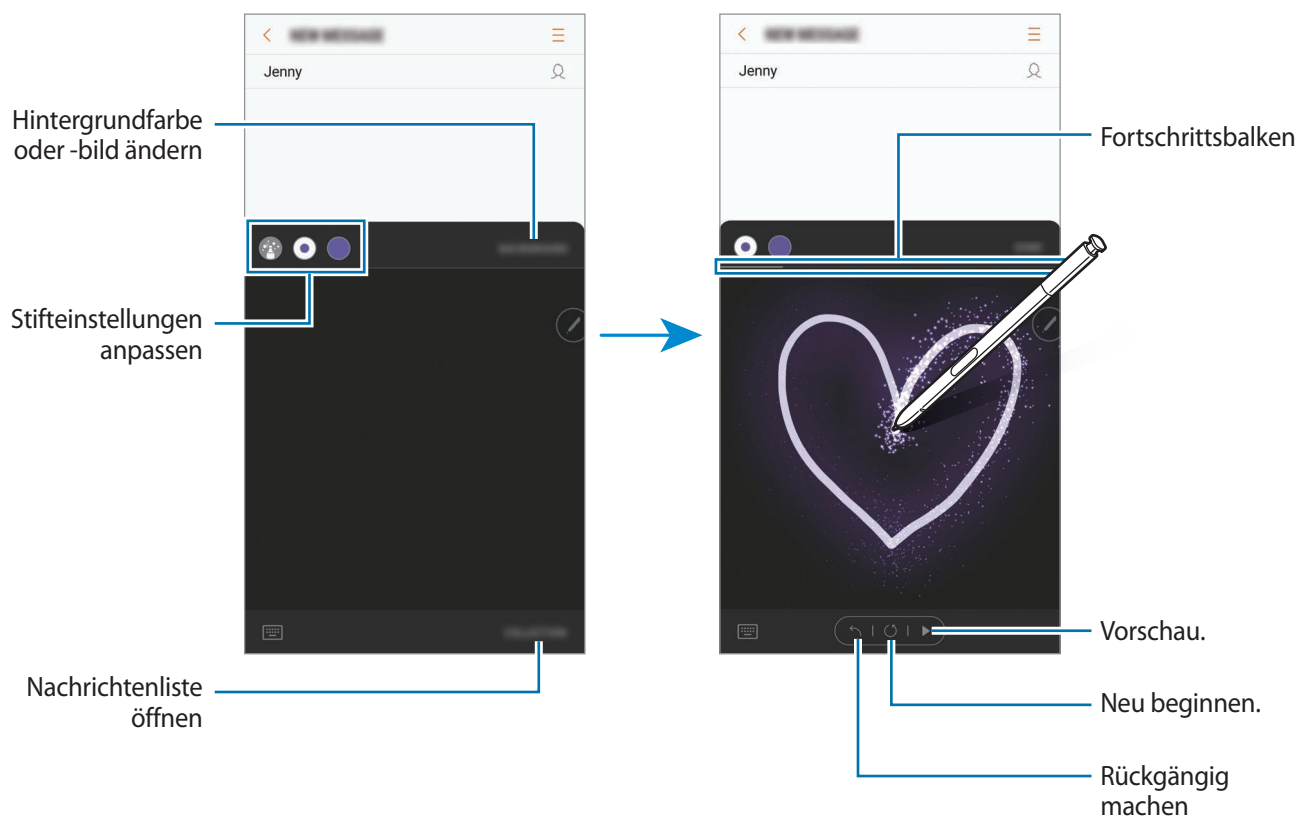 Jenny
Hintergrundfarbe
oder -bild ändern
Stifteinstellungen
anpassen
Nachrichtenliste
öffnen
Jenny
Fortschrittsbalken
Vorschau.
Neu beginnen.
Rückgängig
machen